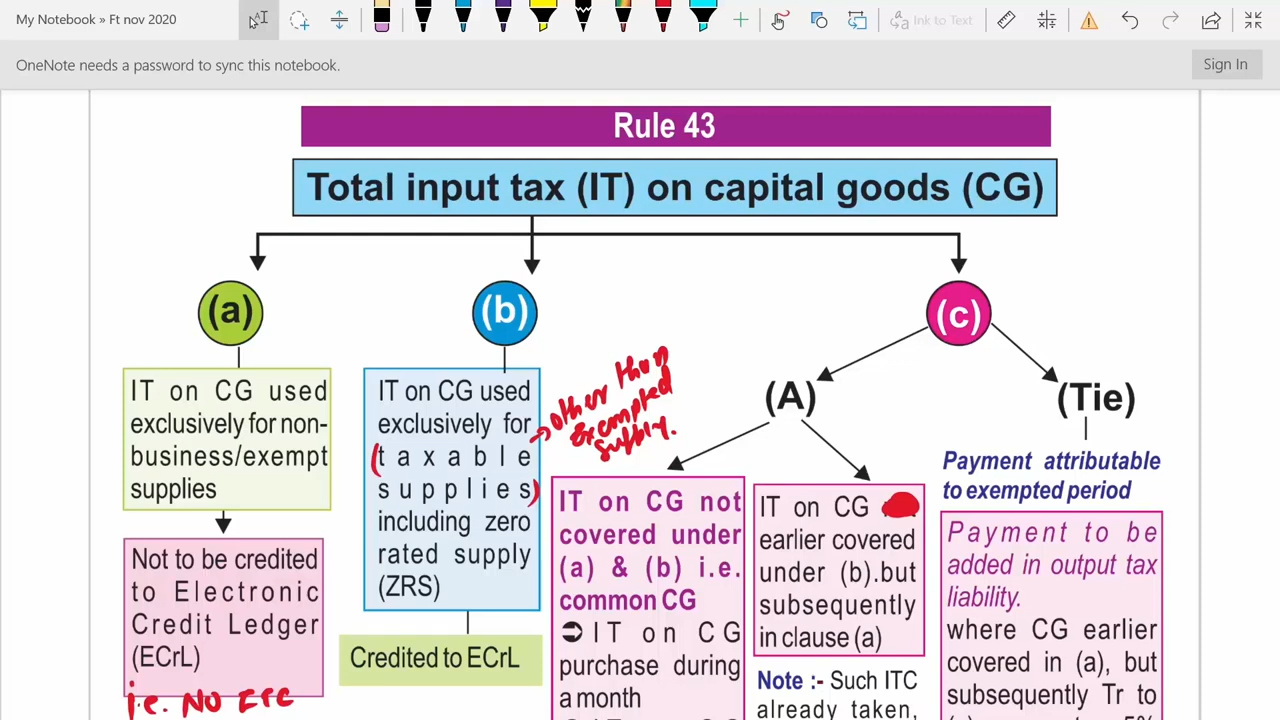 My Notebook » Ft nov 2020
Ink to Text
OneNote needs a password to sync this notebook.
Sign In
Rule 43
Total input tax (IT) on capital goods (CG)
(a)
(b)
(c)
IT on CG used
exclusively for non-
business/exempt
supplies
Not to be credited
to Electronic
Credit Ledger
(ECrL)
i.e. NO ITC
IT on CG used
exclusively for
(taxable
supplies)
including zero
rated supply
(ZRS)
other than
exempted
supply.
Credited to ECrL
(A)
(Tie)
IT on CG not
covered under
(a) & (b) i.e.
common CG
➲ IT on CG
purchase during
a month
IT on CG
earlier covered
under (b).but
subsequently
in clause (a)
Note :- Such ITC
already taken,
Payment attributable
to exempted period
Payment to be
added in output tax
liability.
where CG earlier
covered in (a), but
subsequently Tr to